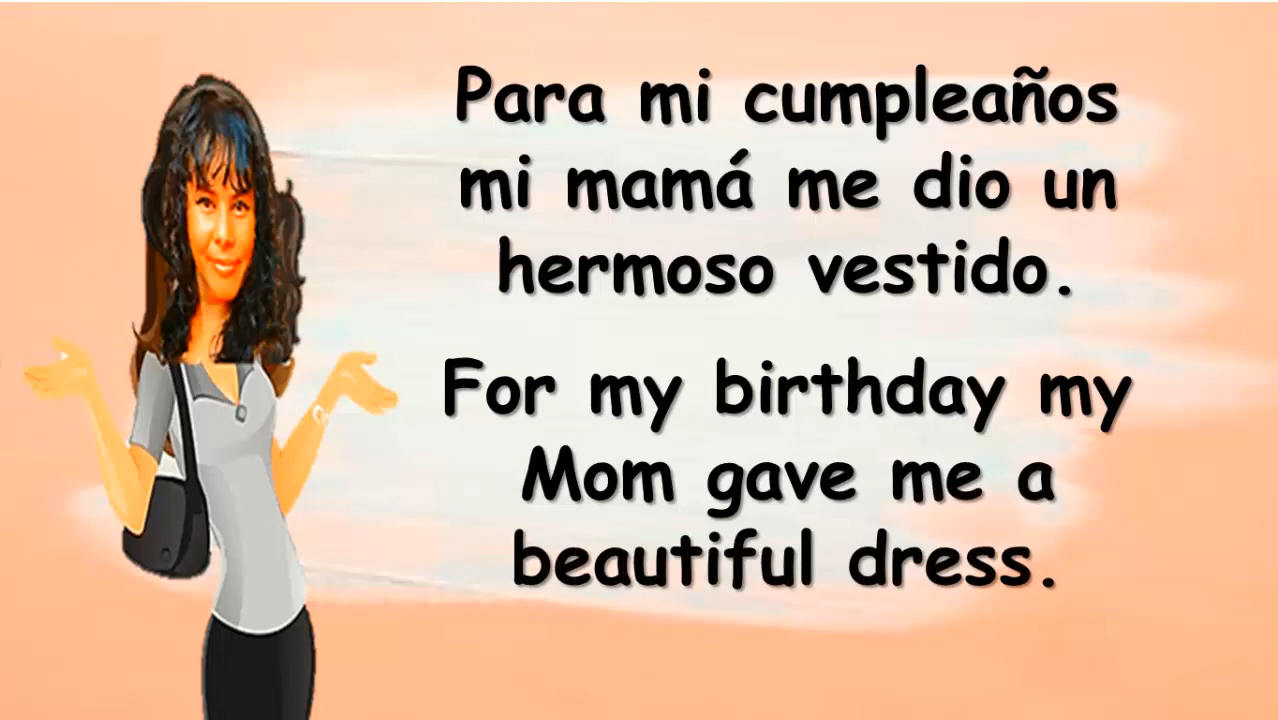 Para mi cumpleaños
mi mamá me dio un
hermoso vestido.
For my birthday my
Mom gave me a
beautiful dress.